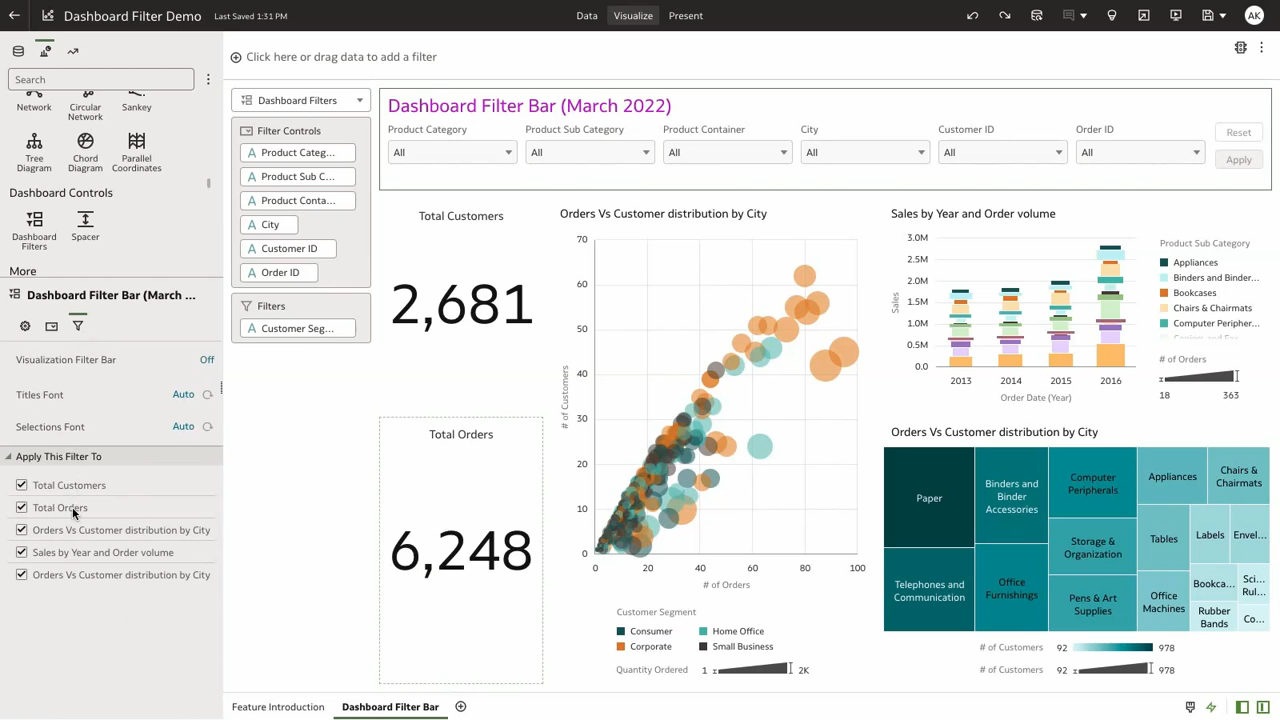 Dashboard Filter Demo
Last Saved 1:31 PM
Data
Visualize
Present
AK
Search
Network
Circular
Network
Sankey
Tree
Diagram
Chord
Diagram
Parallel
Coordinates
Dashboard Controls
Dashboard
Filters
Spacer
More
Dashboard Filter Bar (March ...
Visualization Filter Bar
Off
Titles Font
Auto
Selections Font
Auto
Apply This Filter To
Total Customers
Total Orders
Orders Vs Customer distribution by City
Sales by Year and Order volume
Orders Vs Customer distribution by City
Click here or drag data to add a filter
Dashboard Filters
Filter Controls
A Product Categ...
A Product Sub C...
A Product Conta...
A City
A Customer ID
A Order ID
Filters
A Customer Seg...
Dashboard Filter Bar (March 2022)
Product Category
All
Product Sub Category
All
Product Container
All
City
All
Customer ID
All
Order ID
All
Reset
Apply
Total Customers
2,681
Total Orders
6,248
Orders Vs Customer distribution by City
# of Customers
70
60
50
40
30
20
10
0
0
20
40
60
80
100
# of Orders
Customer Segment
Consumer
Home Office
Corporate
Small Business
Quantity Ordered
1
2K
Sales by Year and Order volume
Sales
3.0M
2.5M
2.0M
1.5M
1.0M
0.5M
0.0
2013
2014
2015
2016
Order Date (Year)
Product Sub Category
Appliances
Binders and Binder...
Bookcases
Chairs & Chairmats
Computer Peripher...
# of Orders
18
363
Orders Vs Customer distribution by City
Paper
Telephones and
Communication
Binders and
Binder
Accessories
Office
Furnishings
Computer
Peripherals
Storage &
Organization
Pens & Art
Supplies
Appliances
Chairs &
Chairmats
Tables
Labels
Envel...
Office
Machines
Bookca...
Sci...
Rul...
Rubber
Bands
Co...
# of Customers
92
978
# of Customers
92
978
Feature Introduction
Dashboard Filter Bar